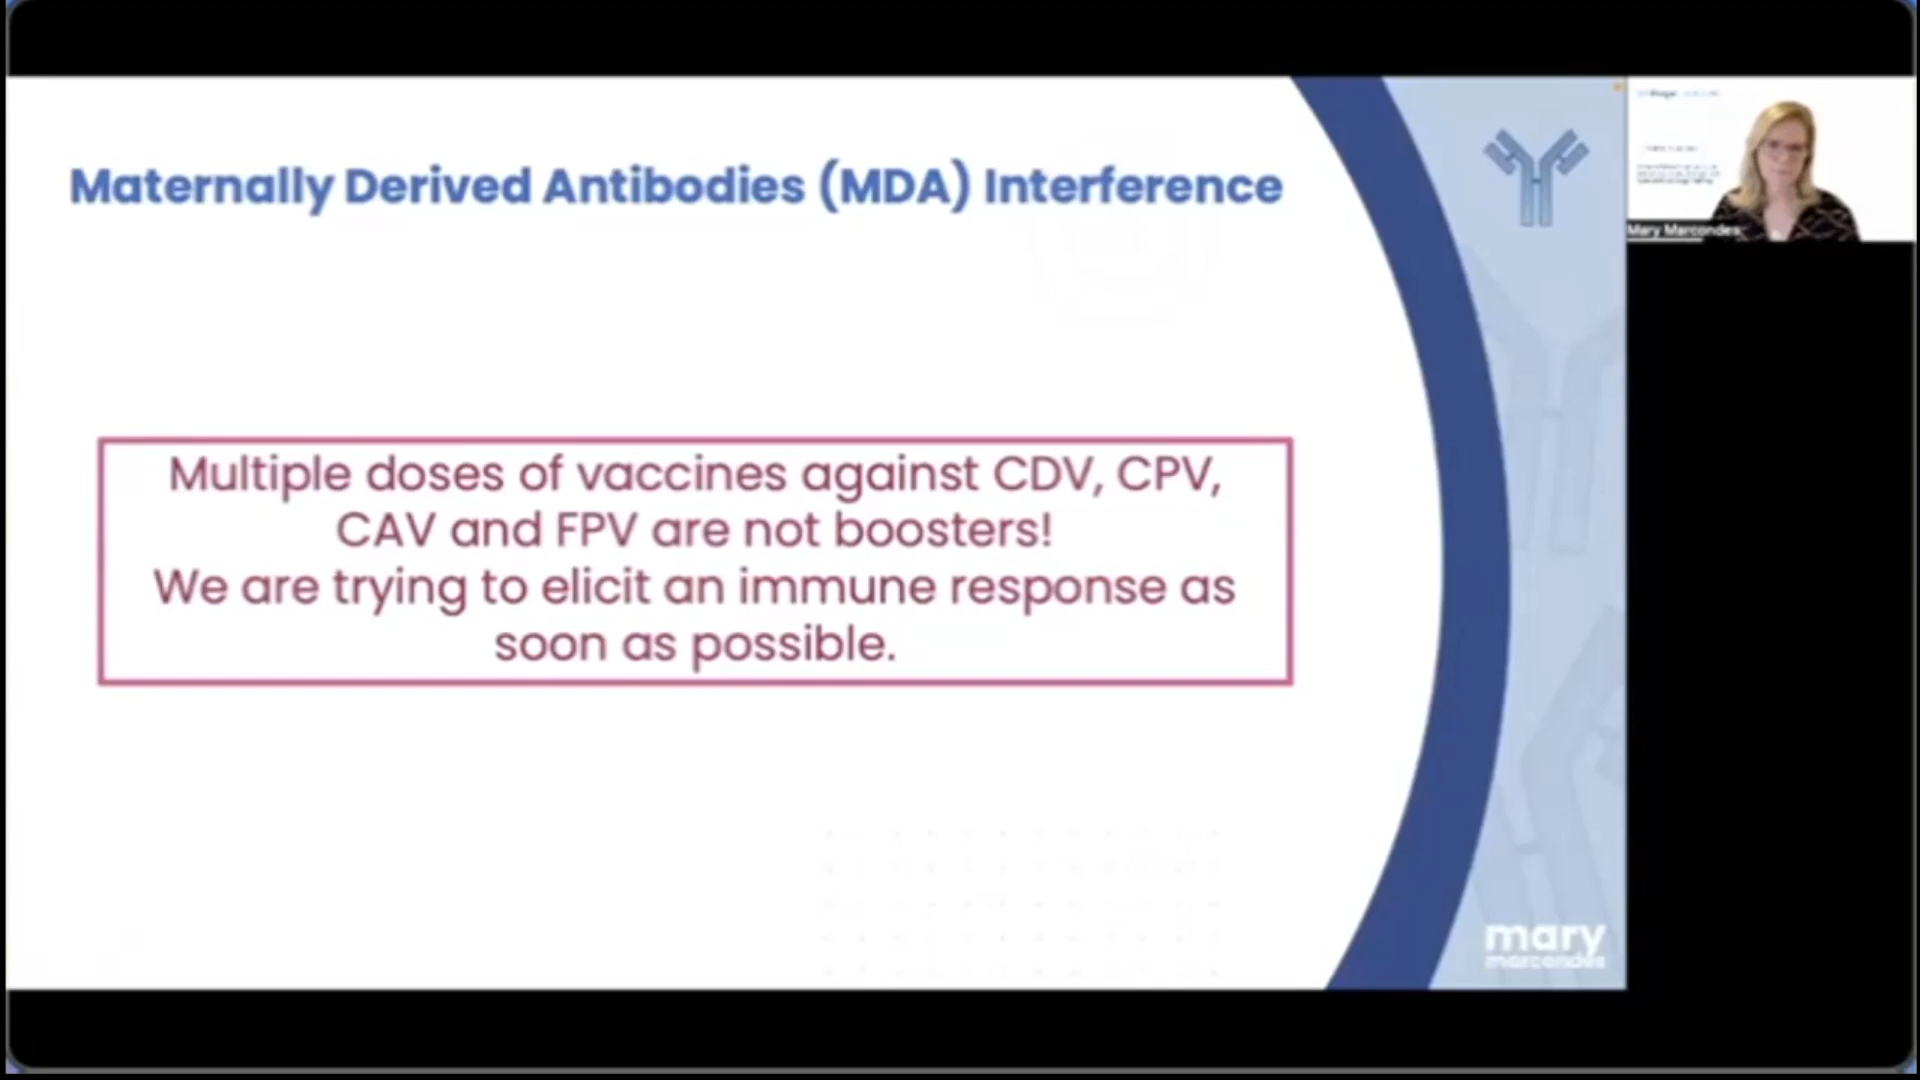 Maternally Derived Antibodies (MDA) Interference
Multiple doses of vaccines against CDV, CPV,
CAV and FPV are not boosters!
We are trying to elicit an immune response as
soon as possible.
Mary Marcondes
mary
marcondes